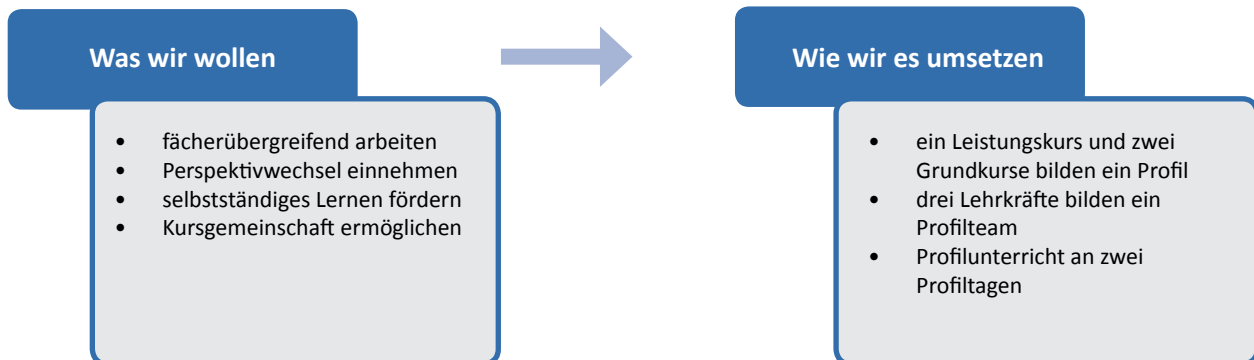 Was wir wollen
• fächerübergreifend arbeiten
• Perspektivwechsel einnehmen
• selbstständiges Lernen fördern
• Kursgemeinschaft ermöglichen
Wie wir es umsetzen
• ein Leistungskurs und zwei
Grundkurse bilden ein Profil
• drei Lehrkräfte bilden ein
Profilteam
• Profilunterricht an zwei
Profiltagen